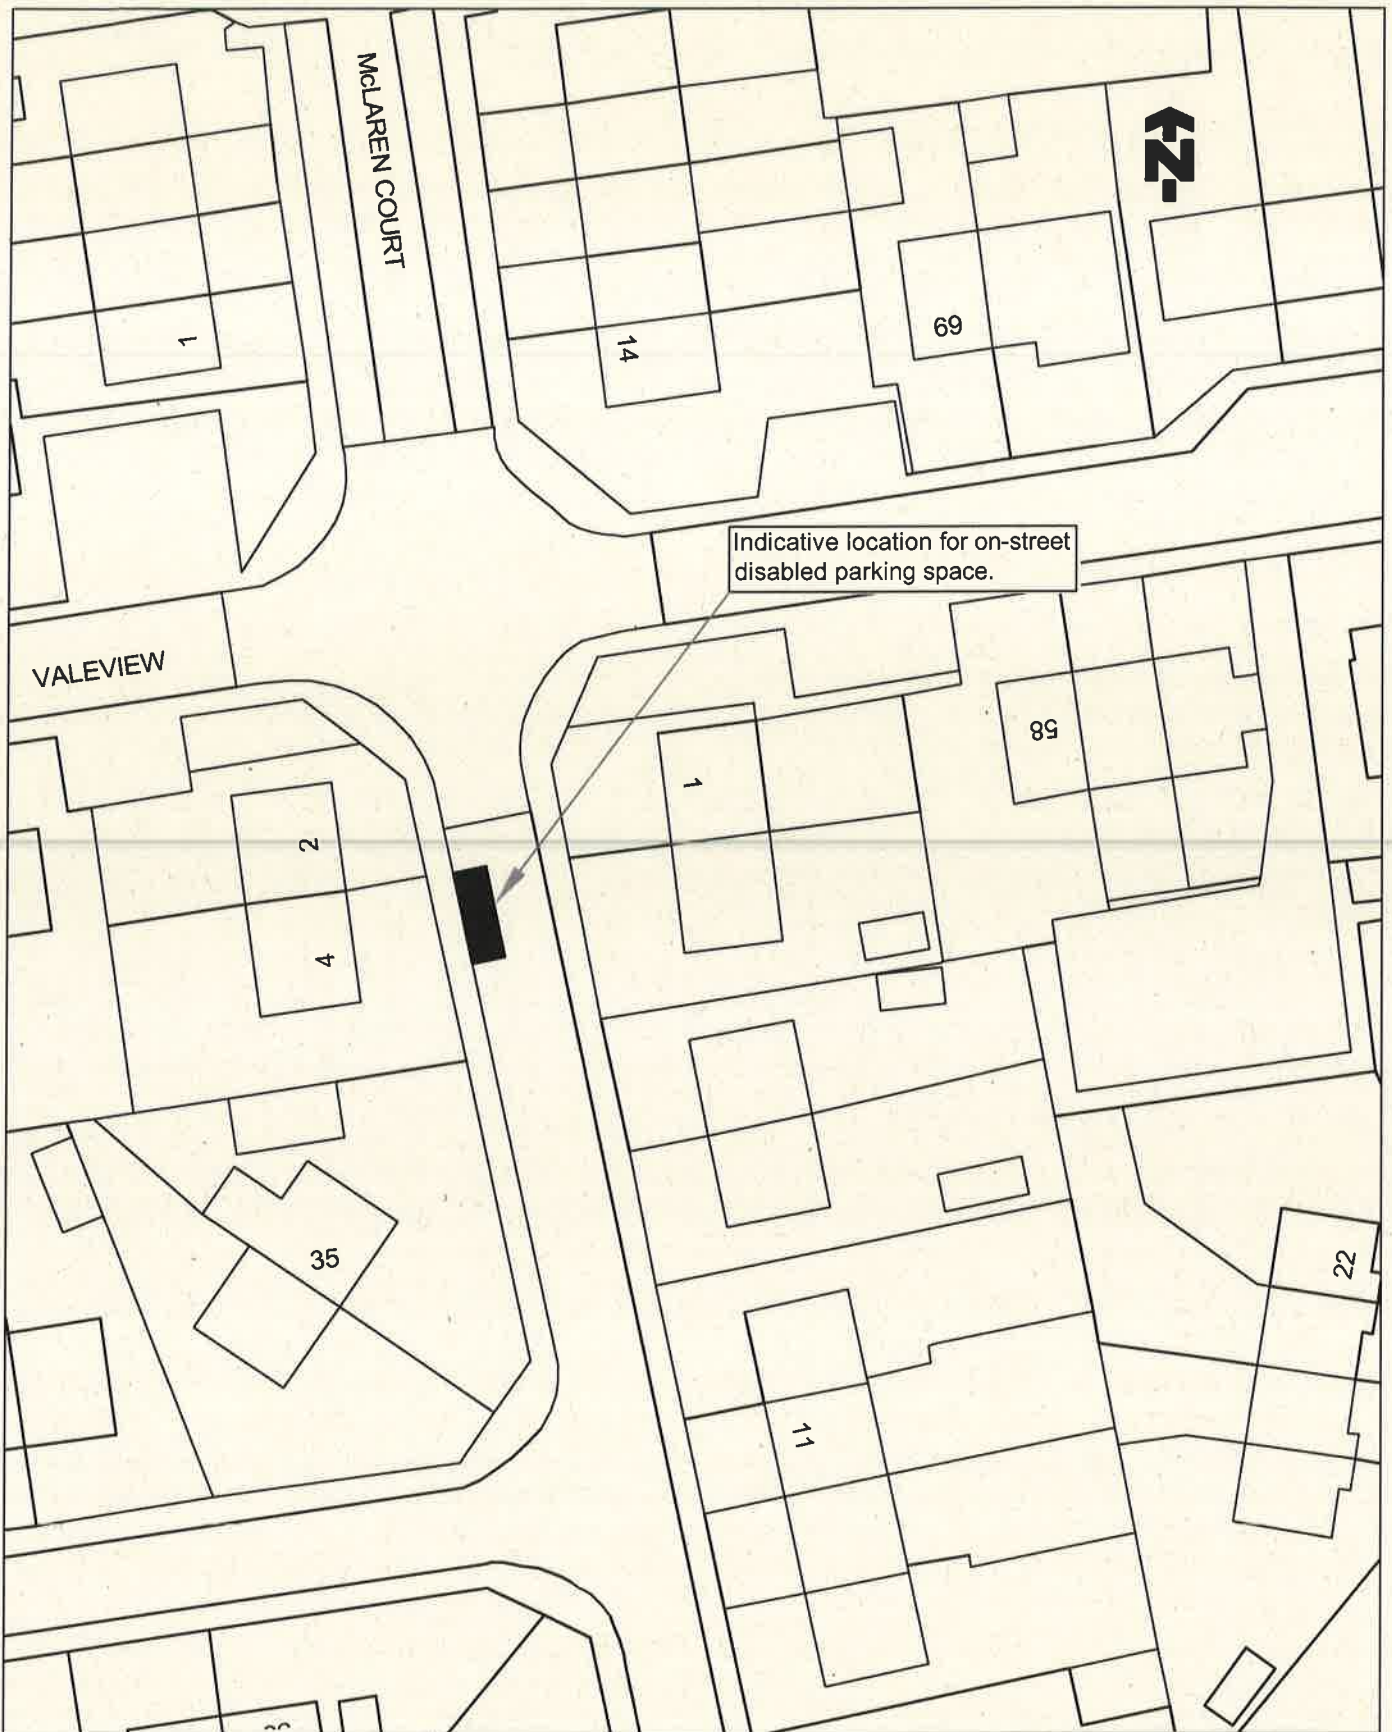 McLAREN COURT
N
1
14
69
Indicative location for on-street
disabled parking space.
VALEVIEW
58
1
2
4
35
22
11